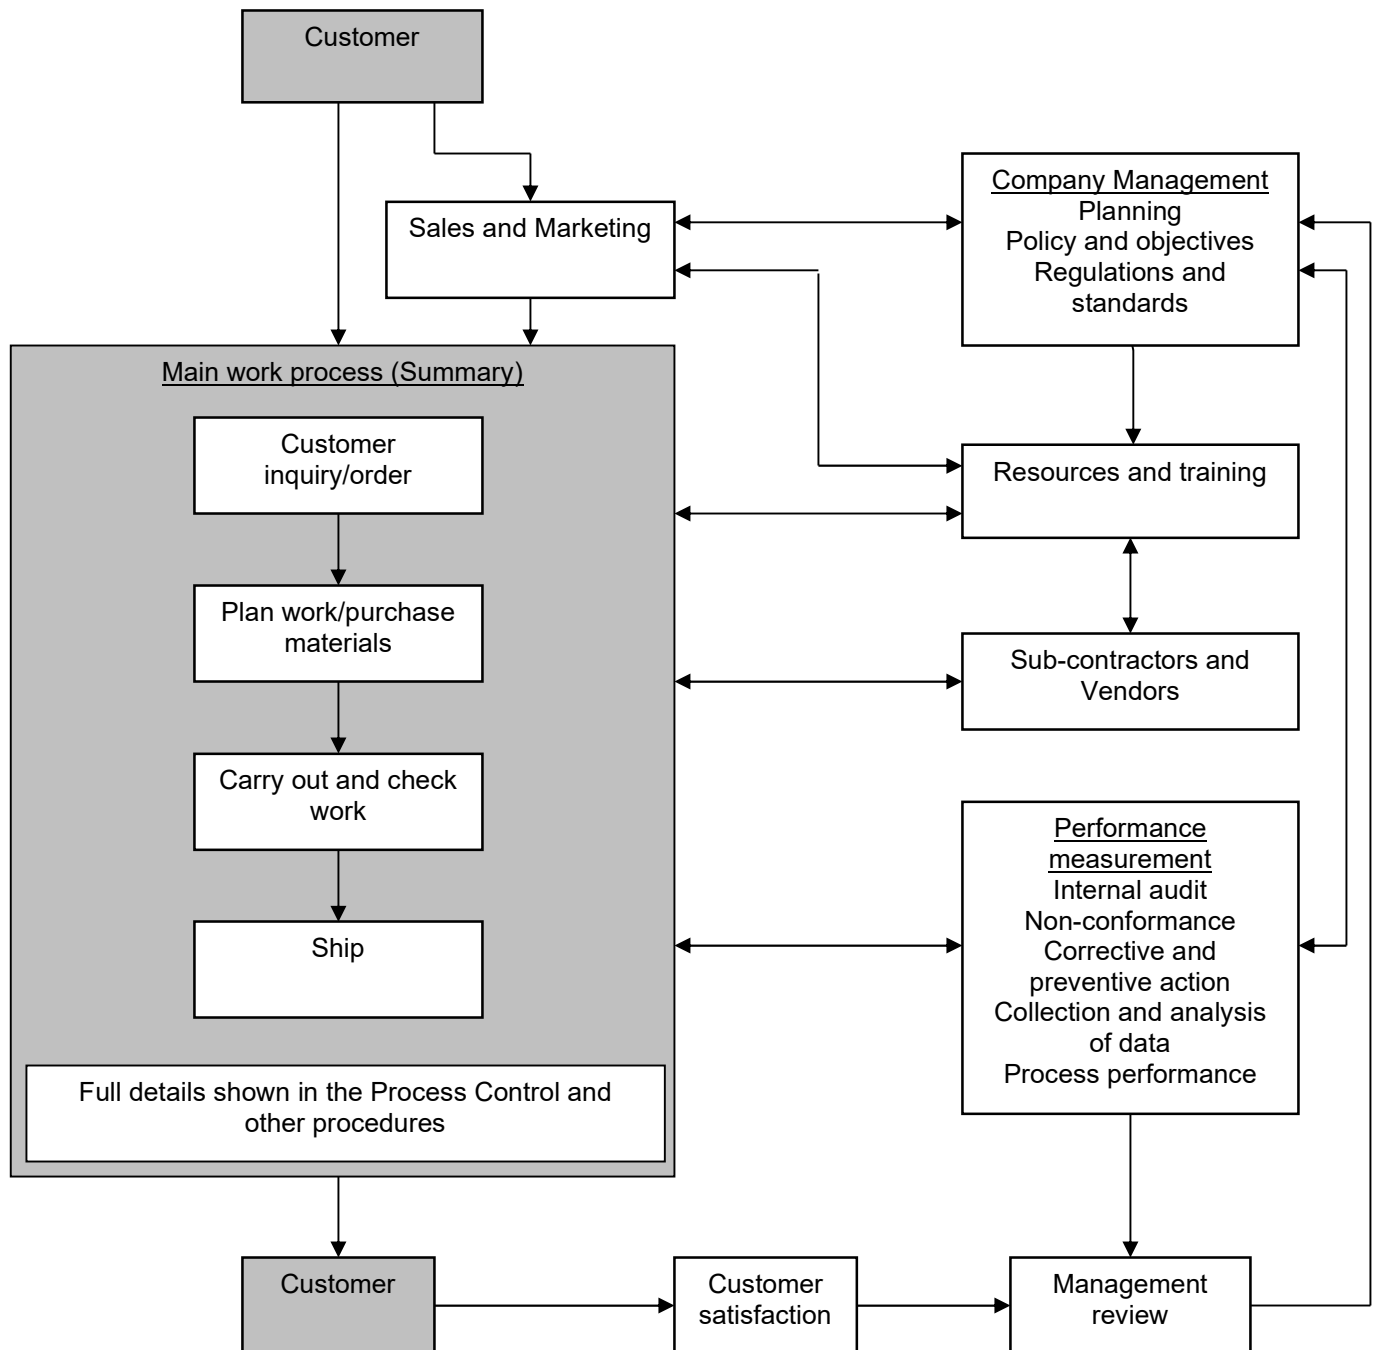 Customer
Sales and Marketing
Company Management
Planning
Policy and objectives
Regulations and
standards
Main work process (Summary)
Customer
inquiry/order
Resources and training
Plan work/purchase
materials
Sub-contractors and
Vendors
Carry out and check
work
Performance
measurement
Internal audit
Non-conformance
Corrective and
preventive action
Collection and analysis
of data
Process performance
Ship
Full details shown in the Process Control and
other procedures
Customer
Customer
satisfaction
Management
review